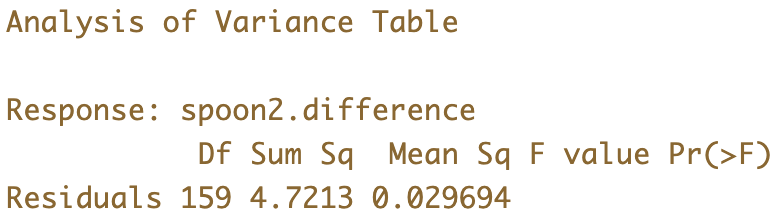 Analysis of Variance Table
Response: spoon2.difference
Df Sum Sq Mean Sq F value Pr(>F)
Residuals 159 4.7213 0.029694